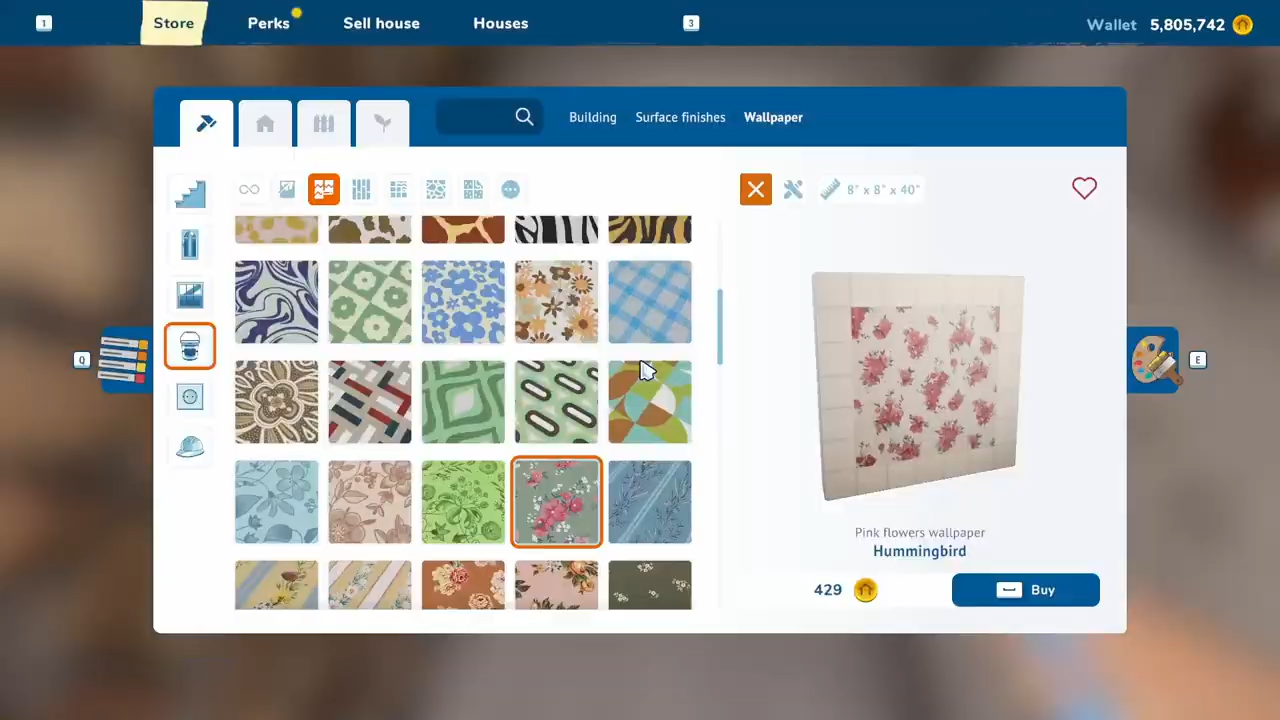 1
Store
Perks
Sell house
Houses
3
Wallet 5,805,742
Building
Surface finishes
Wallpaper
8" x 8" x 40"
Q
E
Pink flowers wallpaper
Hummingbird
429
Buy